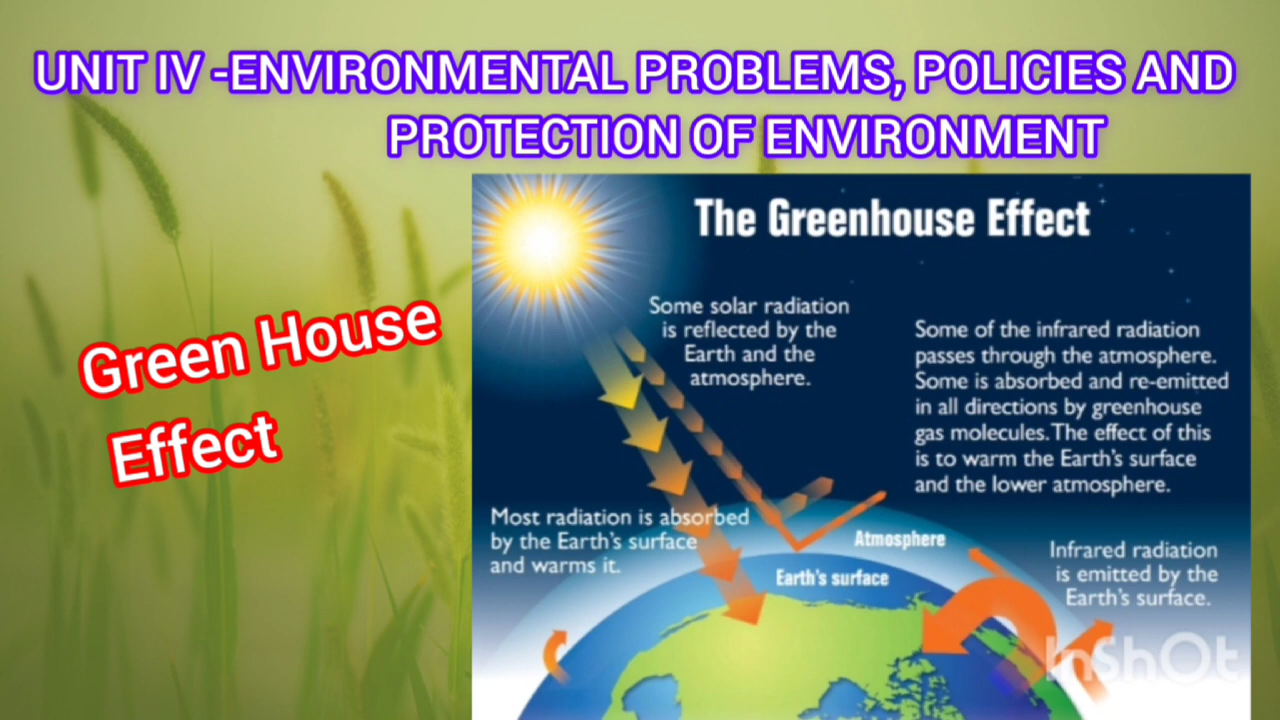 UNIT IV -ENVIRONMENTAL PROBLEMS, POLICIES AND
PROTECTION OF ENVIRONMENT
Green House
Effect
The Greenhouse Effect
Some solar radiation
is reflected by the
Earth and the
atmosphere.
Some of the infrared radiation
passes through the atmosphere.
Some is absorbed and re-emitted
in all directions by greenhouse
gas molecules. The effect of this
is to warm the Earth's surface
and the lower atmosphere.
Most radiation is absorbed
by the Earth's surface
and warms it.
Atmosphere
Earth's surface
Infrared radiation
is emitted by the
Earth's surface.
InShOt